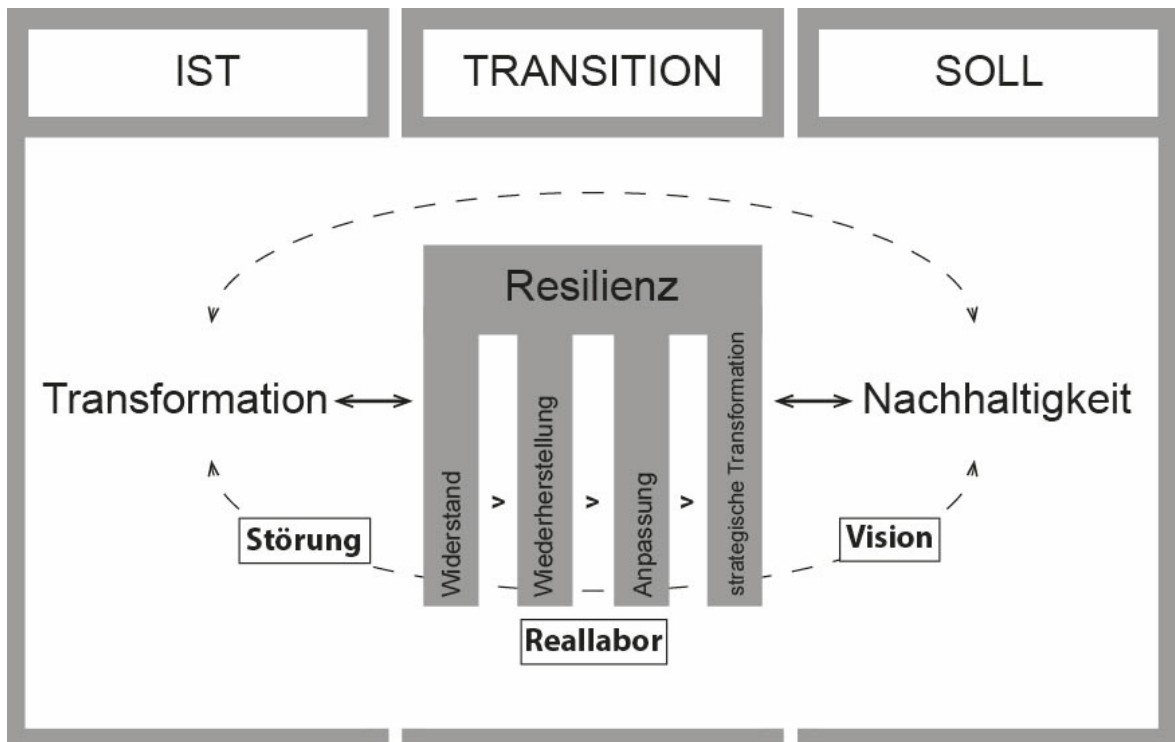 IST
TRANSITION
SOLL
Resilienz
Transformation
Nachhaltigkeit
Widerstand
>
Wiederherstellung
>
Anpassung
>
strategische Transformation
Störung
Vision
Reallabor